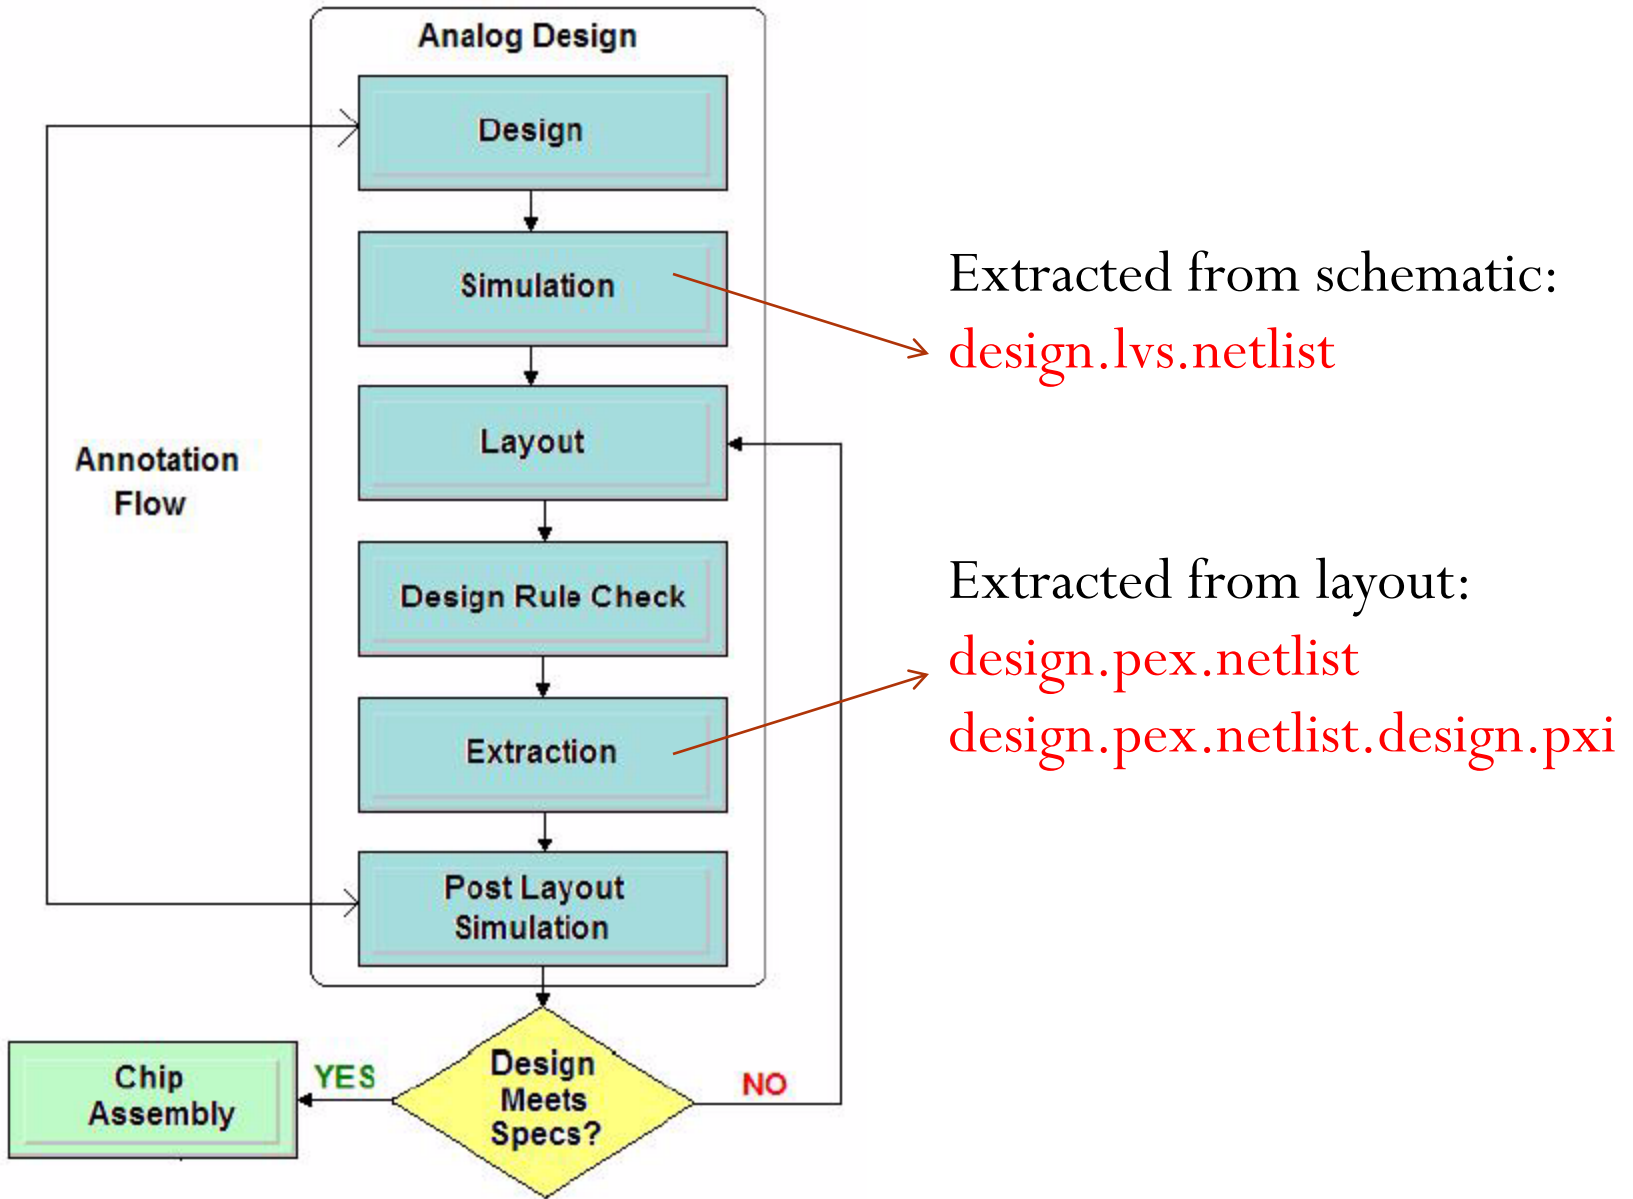 Analog Design
Design
Simulation
Layout
Design Rule Check
Extraction
Post Layout
Simulation
Annotation
Flow
Design
Meets
Specs?
YES
NO
Chip
Assembly
Extracted from schematic:
design.lvs.netlist
Extracted from layout:
design.pex.netlist
design.pex.netlist.design.pxi